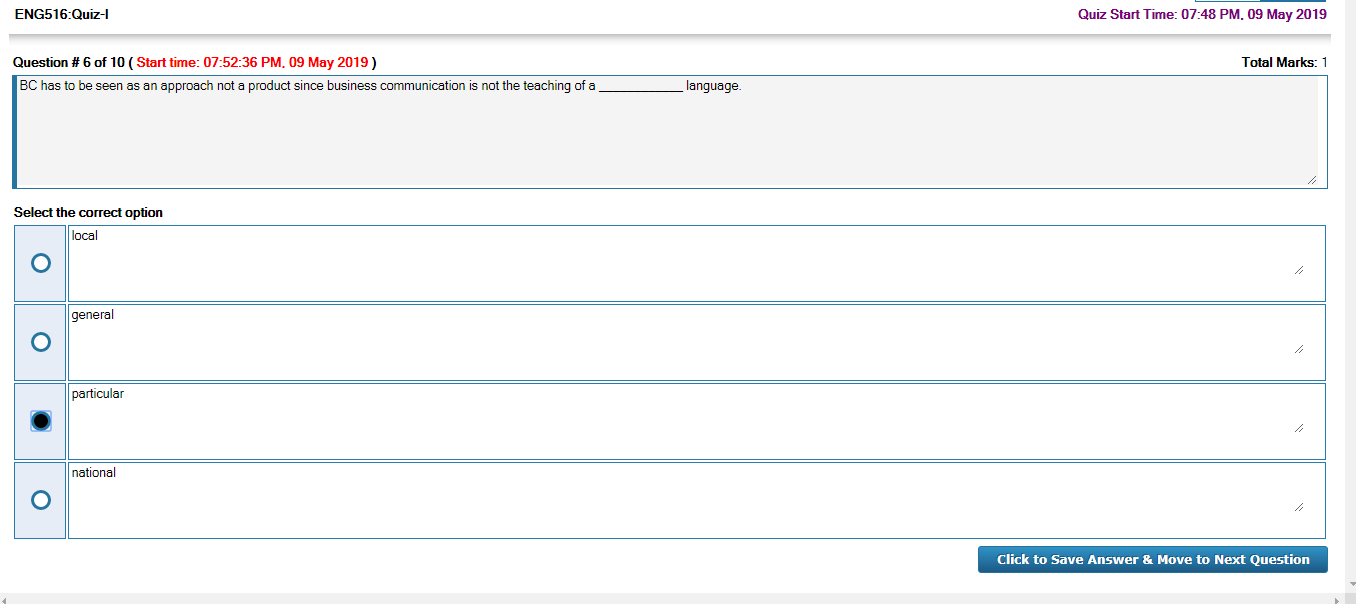 ENG516:Quiz-I
Quiz Start Time: 07:48 PM, 09 May 2019
Question # 6 of 10 ( Start time: 07:52:36 PM, 09 May 2019 )
Total Marks: 1
BC has to be seen as an approach not a product since business communication is not the teaching of a _____________ language.
Select the correct option
local
general
particular
national
Click to Save Answer & Move to Next Question